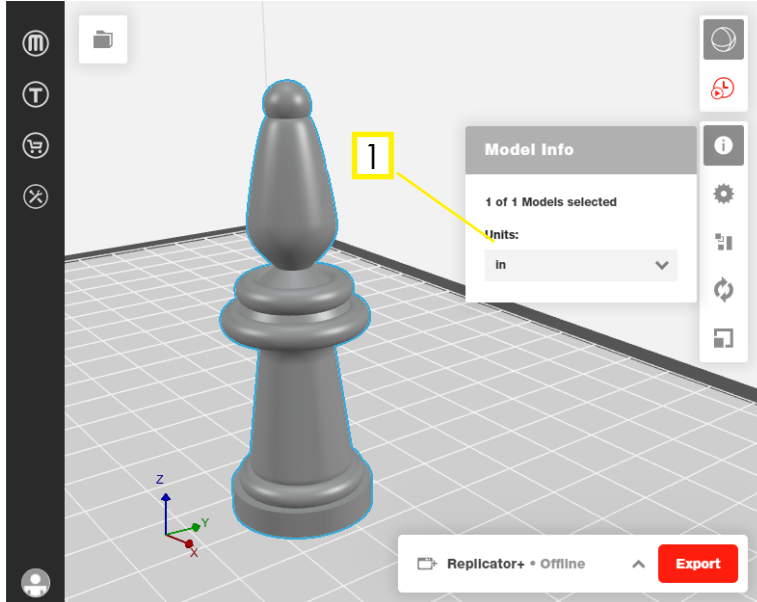 1
Model Info
1 of 1 Models selected
Units:
in
Z
Y
X
Replicator+ • Offline
Export